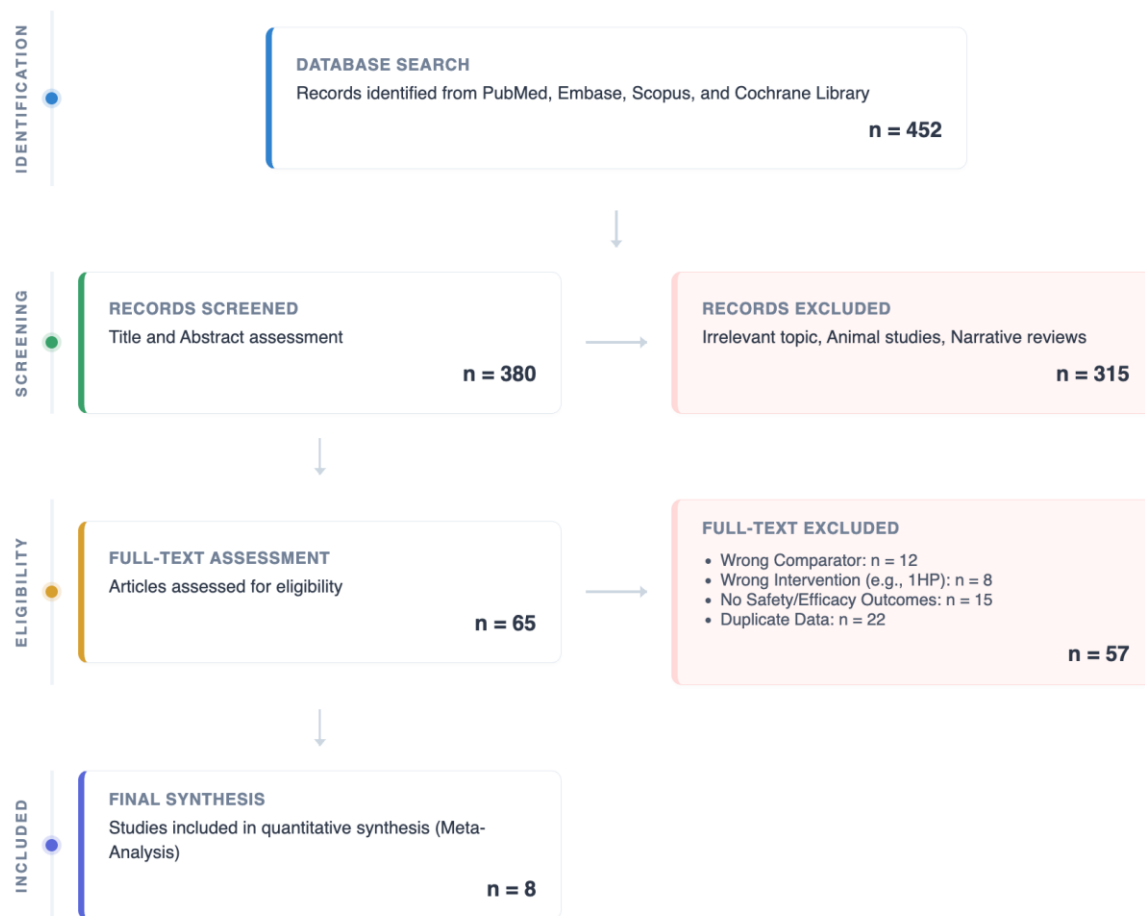 IDENTIFICATION
DATABASE SEARCH
Records identified from PubMed, Embase, Scopus, and Cochrane Library
n = 452
SCREENING
RECORDS SCREENED
Title and Abstract assessment
n = 380
RECORDS EXCLUDED
Irrelevant topic, Animal studies, Narrative reviews
n = 315
ELIGIBILITY
FULL-TEXT ASSESSMENT
Articles assessed for eligibility
n = 65
FULL-TEXT EXCLUDED
• Wrong Comparator: n = 12
• Wrong Intervention (e.g., 1HP): n = 8
• No Safety/Efficacy Outcomes: n = 15
• Duplicate Data: n = 22
n = 57
INCLUDED
FINAL SYNTHESIS
Studies included in quantitative synthesis (Meta-
Analysis)
n = 8